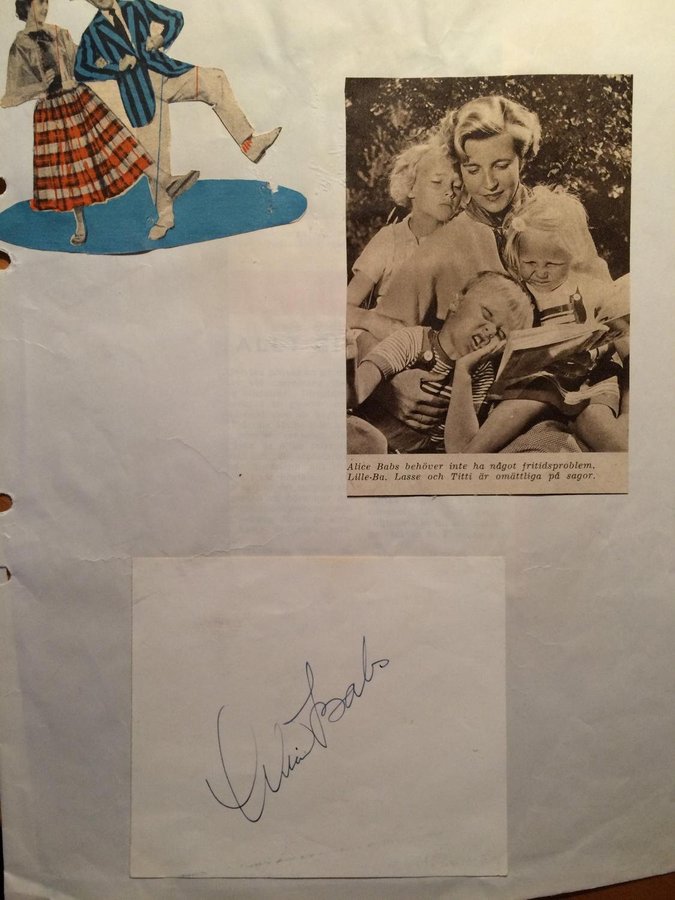 Alice Babs behöver inte ha något fritidsproblem.
Lille-Ba. Lasse och Titti är omättliga på sagor.
Alice Babs